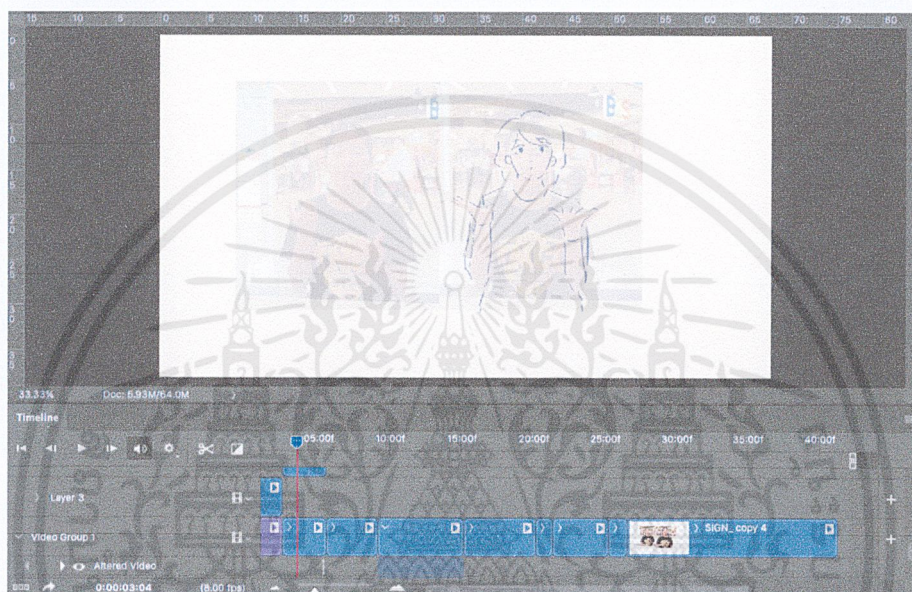 15 10 5 0 5 10 15 20 25 30 35 40 45 50 55 60 65 70 75 80
33.33% Doc: 5.93M/64.0M
Timeline
05:00f 10:00f 15:00f 20:00f 25:00f 30:00f 35:00f 40:00f
Layer 3
Video Group 1
SIGN_ copy 4
Altered Video
0:00:03:04 (8.00 fps)